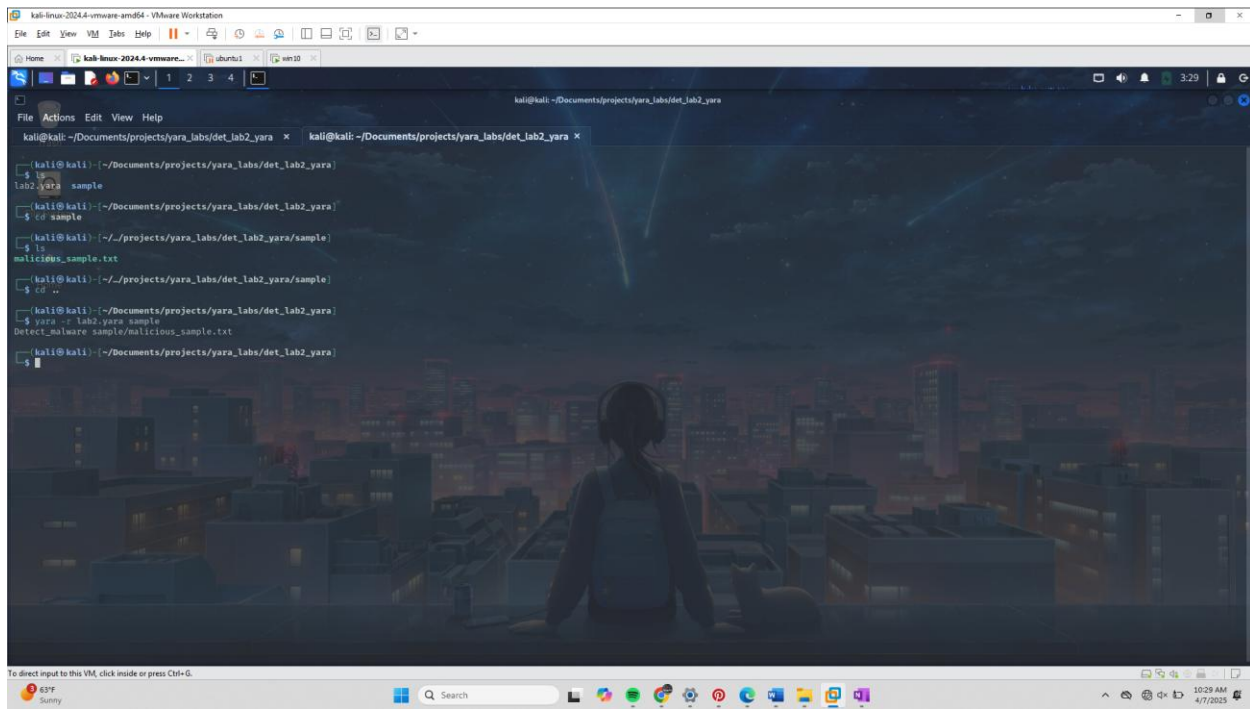 kali-linux-2024.4-vmware-amd64 - VMware Workstation
File Edit View VM Tabs Help
Home kali-linux-2024.4-vmware... ubuntu1 win10
1 2 3 4 3:29
kali@kali: ~/Documents/projects/yara_labs/det_lab2_yara
File Actions Edit View Help
kali@kali: ~/Documents/projects/yara_labs/det_lab2_yara × kali@kali: ~/Documents/projects/yara_labs/det_lab2_yara ×
(kali㉿kali)-[~/Documents/projects/yara_labs/det_lab2_yara]
$ ls
lab2.yara sample
(kali㉿kali)-[~/Documents/projects/yara_labs/det_lab2_yara]
$ cd sample
(kali㉿kali)-[~/…/projects/yara_labs/det_lab2_yara/sample]
$ ls
malicious_sample.txt
(kali㉿kali)-[~/…/projects/yara_labs/det_lab2_yara/sample]
$ cd ..
(kali㉿kali)-[~/Documents/projects/yara_labs/det_lab2_yara]
$ yara -r lab2.yara sample
Detect_malware sample/malicious_sample.txt
(kali㉿kali)-[~/Documents/projects/yara_labs/det_lab2_yara]
$
To direct input to this VM, click inside or press Ctrl+G.
3 63°F
Sunny
Search
10:29 AM
4/7/2025